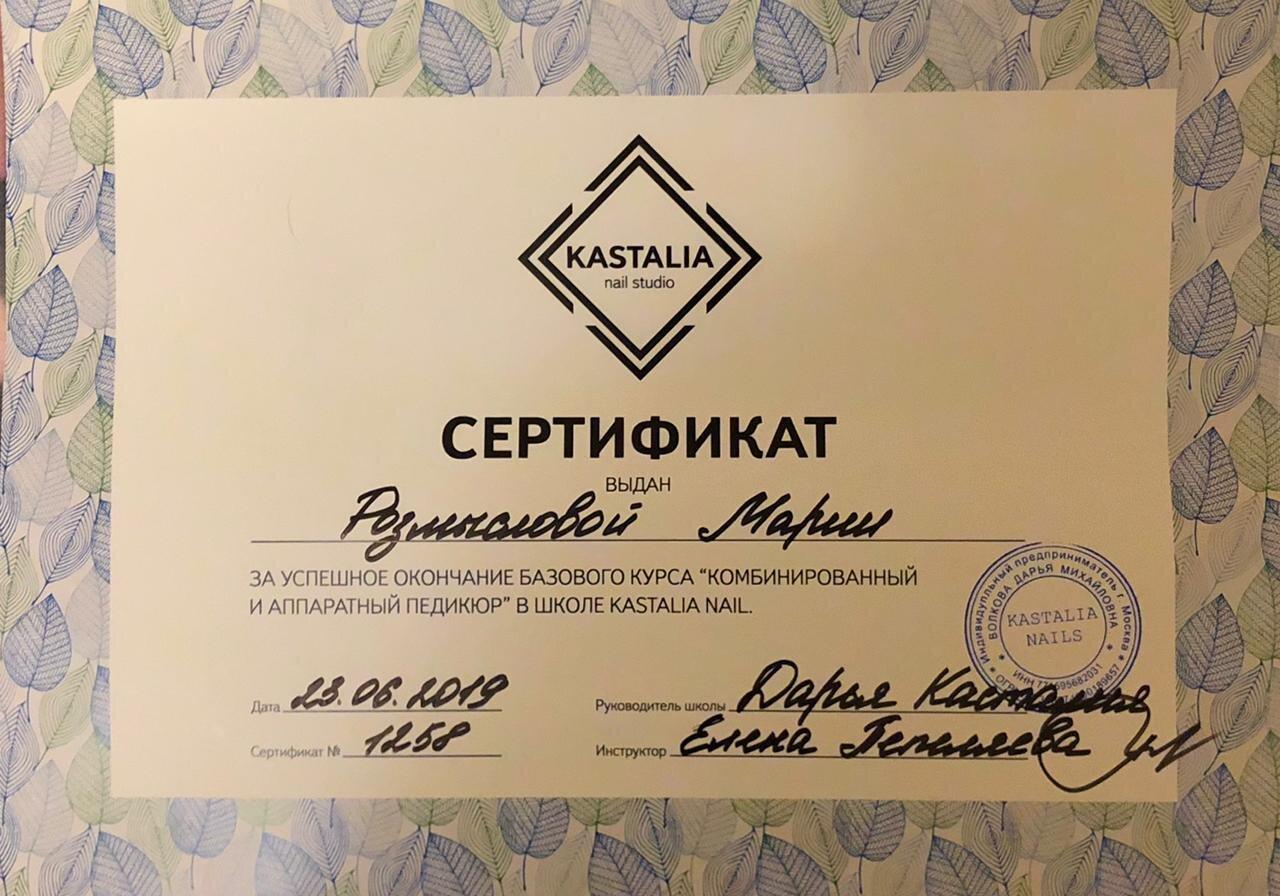 KASTALIA
nail studio
СЕРТИФИКАТ
ВЫДАН
Розмысловой Марии
ЗА УСПЕШНОЕ ОКОНЧАНИЕ БАЗОВОГО КУРСА “КОМБИНИРОВАННЫЙ
И АППАРАТНЫЙ ПЕДИКЮР” В ШКОЛЕ KASTALIA NAIL.
Индивидуальный предприниматель г. Москва
ВОЛКОВА ДАРЬЯ МИХАЙЛОВНА
KASTALIA
NAILS
Дата 23.06.2019
Руководитель школы Дарья Касталия
Сертификат № 1258
Инструктор Елена Пепеляева